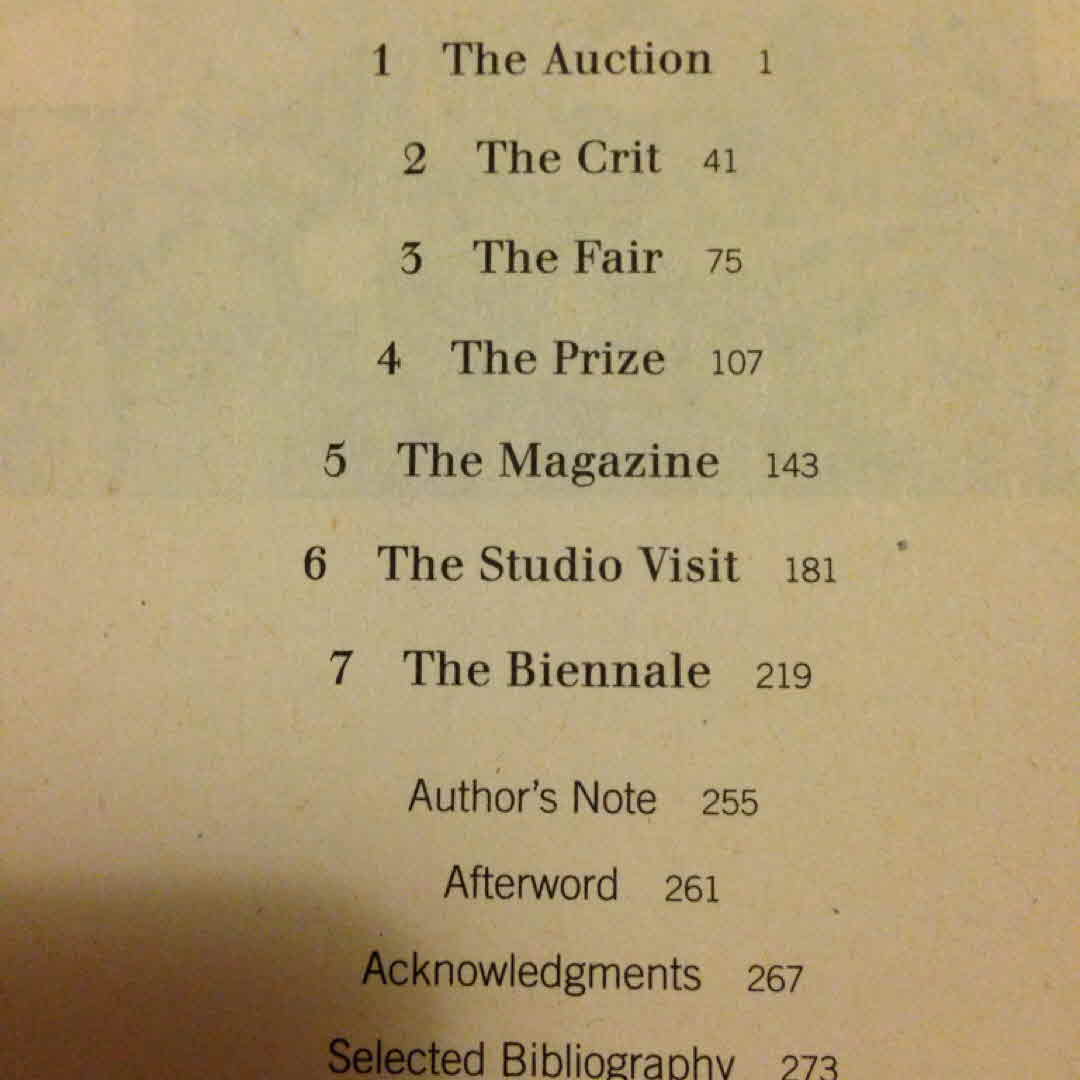 1 The Auction 1
2 The Crit 41
3 The Fair 75
4 The Prize 107
5 The Magazine 143
6 The Studio Visit 181
7 The Biennale 219
Author's Note 255
Afterword 261
Acknowledgments 267
Selected Bibliography 273